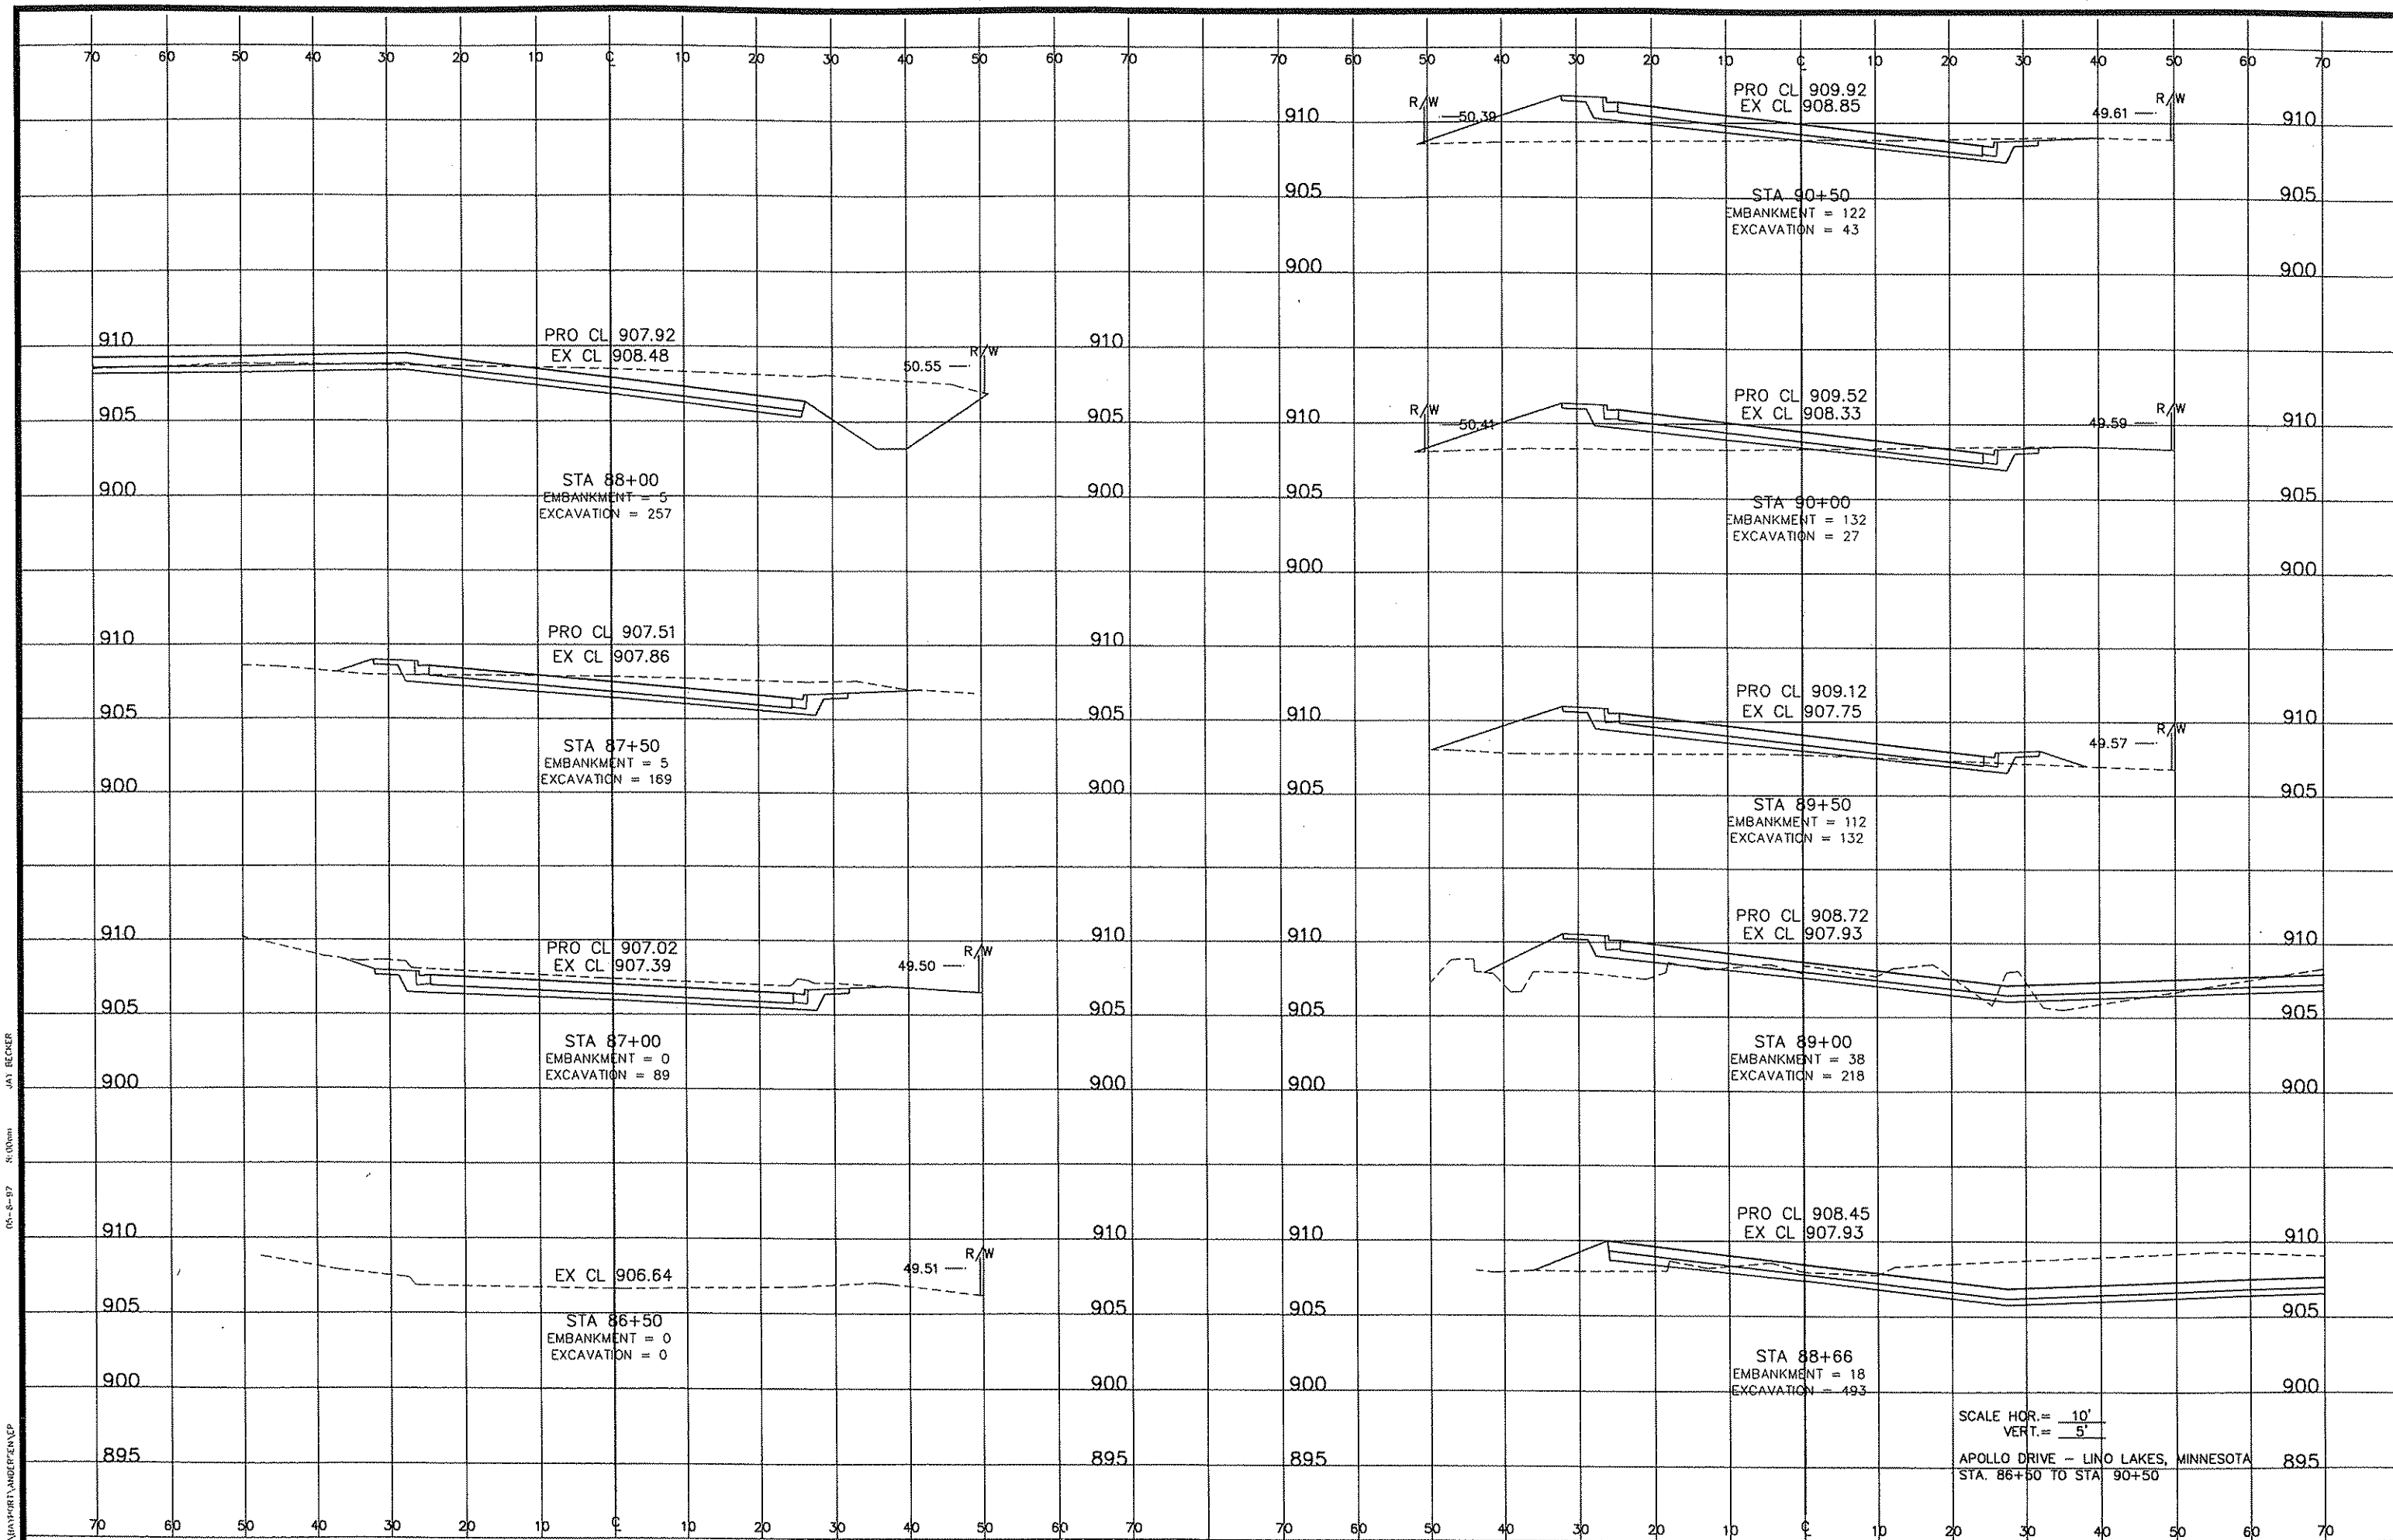 70 60 50 40 30 20 10 ℄ 10 20 30 40 50 60 70 60 50 40 30 20 10 ℄ 10 20 30 40 50 60 70
PRO CL 907.92
EX CL 908.48
50.55
R/W
910 910
905 905
900 900
STA 88+00
EMBANKMENT = 5
EXCAVATION = 257
PRO CL 907.51
EX CL 907.86
910 910
905 905
900 900
STA 87+50
EMBANKMENT = 5
EXCAVATION = 169
PRO CL 907.02
EX CL 907.39
49.50
R/W
910 910
905 905
900 900
STA 87+00
EMBANKMENT = 0
EXCAVATION = 89
EX CL 906.64
49.51
R/W
910 910
905 905
900 900
895
STA 86+50
EMBANKMENT = 0
EXCAVATION = 0
PRO CL 909.92
EX CL 908.85
R/W
50.39
49.61
R/W
910 910
905 905
900 900
STA 90+50
EMBANKMENT = 122
EXCAVATION = 43
PRO CL 909.52
EX CL 908.33
R/W
50.41
49.59
R/W
910 910
905 905
900 900
STA 90+00
EMBANKMENT = 132
EXCAVATION = 27
PRO CL 909.12
EX CL 907.75
49.57
R/W
910 910
905 905
STA 89+50
EMBANKMENT = 112
EXCAVATION = 132
PRO CL 908.72
EX CL 907.93
910 910
905 905
900 900
STA 89+00
EMBANKMENT = 38
EXCAVATION = 218
PRO CL 908.45
EX CL 907.93
910 910
905 905
900 900
895 895 895
STA 88+66
EMBANKMENT = 18
EXCAVATION = 493
SCALE HOR.= 10'
VERT.= 5'
APOLLO DRIVE – LINO LAKES, MINNESOTA
STA. 86+50 TO STA 90+50
70 60 50 40 30 20 10 ℄ 10 20 30 40 50 60 70 60 50 40 30 20 10 ℄ 10 20 30 40 50 60 70
05-8-97 JAY BECKER